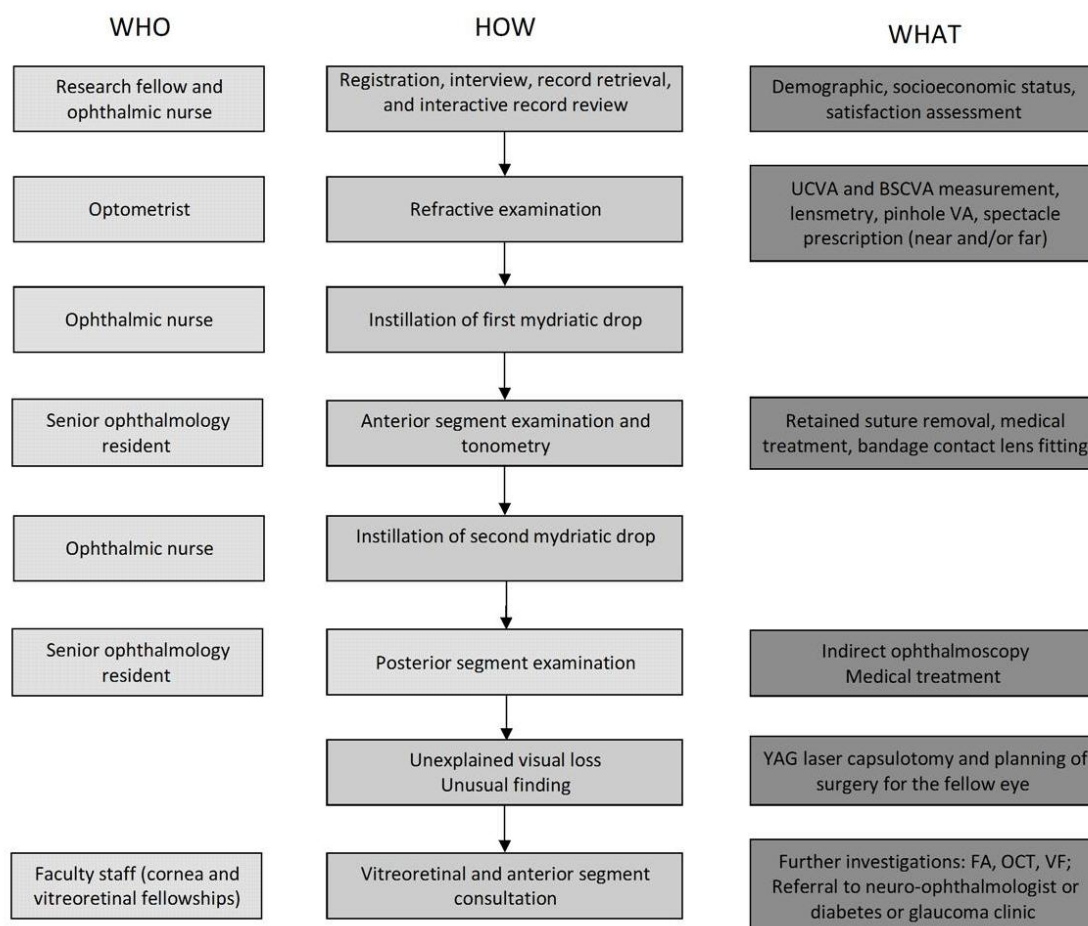 WHO
HOW
WHAT
Research fellow and
ophthalmic nurse
Registration, interview, record retrieval,
and interactive record review
Demographic, socioeconomic status,
satisfaction assessment
Optometrist
Refractive examination
UCVA and BSCVA measurement,
lensmetry, pinhole VA, spectacle
prescription (near and/or far)
Ophthalmic nurse
Instillation of first mydriatic drop
Senior ophthalmology
resident
Anterior segment examination and
tonometry
Retained suture removal, medical
treatment, bandage contact lens fitting
Ophthalmic nurse
Instillation of second mydriatic drop
Senior ophthalmology
resident
Posterior segment examination
Indirect ophthalmoscopy
Medical treatment
Unexplained visual loss
Unusual finding
YAG laser capsulotomy and planning of
surgery for the fellow eye
Faculty staff (cornea and
vitreoretinal fellowships)
Vitreoretinal and anterior segment
consultation
Further investigations: FA, OCT, VF;
Referral to neuro-ophthalmologist or
diabetes or glaucoma clinic